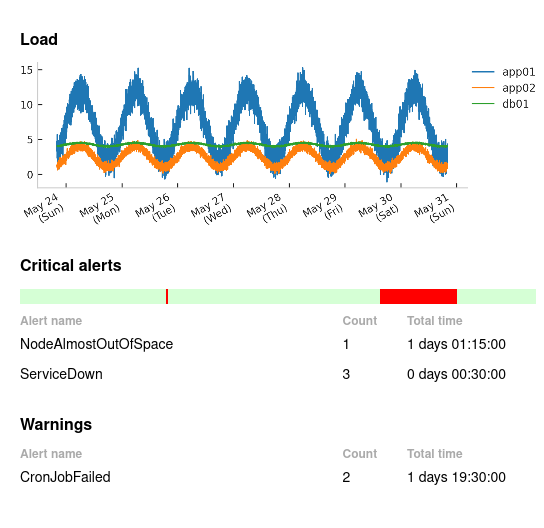 Load
15
10
5
0
app01
app02
db01
May 24
(Sun)
May 25
(Mon)
May 26
(Tue)
May 27
(Wed)
May 28
(Thu)
May 29
(Fri)
May 30
(Sat)
May 31
(Sun)
Critical alerts
Alert name Count Total time
NodeAlmostOutOfSpace 1 1 days 01:15:00
ServiceDown 3 0 days 00:30:00
Warnings
Alert name Count Total time
CronJobFailed 2 1 days 19:30:00